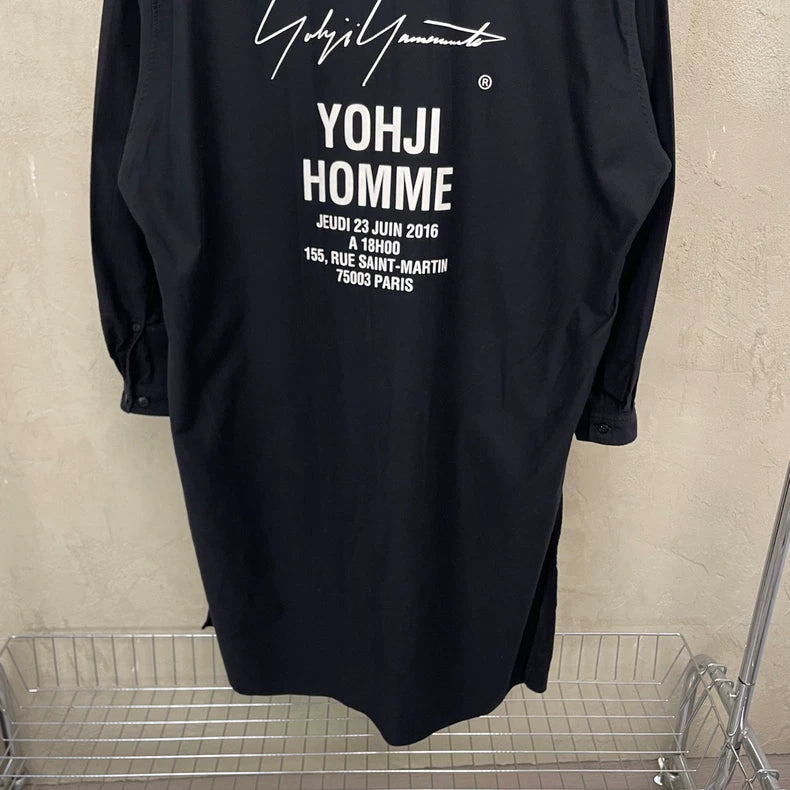 Yohji Yamamoto
®
YOHJI
HOMME
JEUDI 23 JUIN 2016
A 18H00
155, RUE SAINT-MARTIN
75003 PARIS